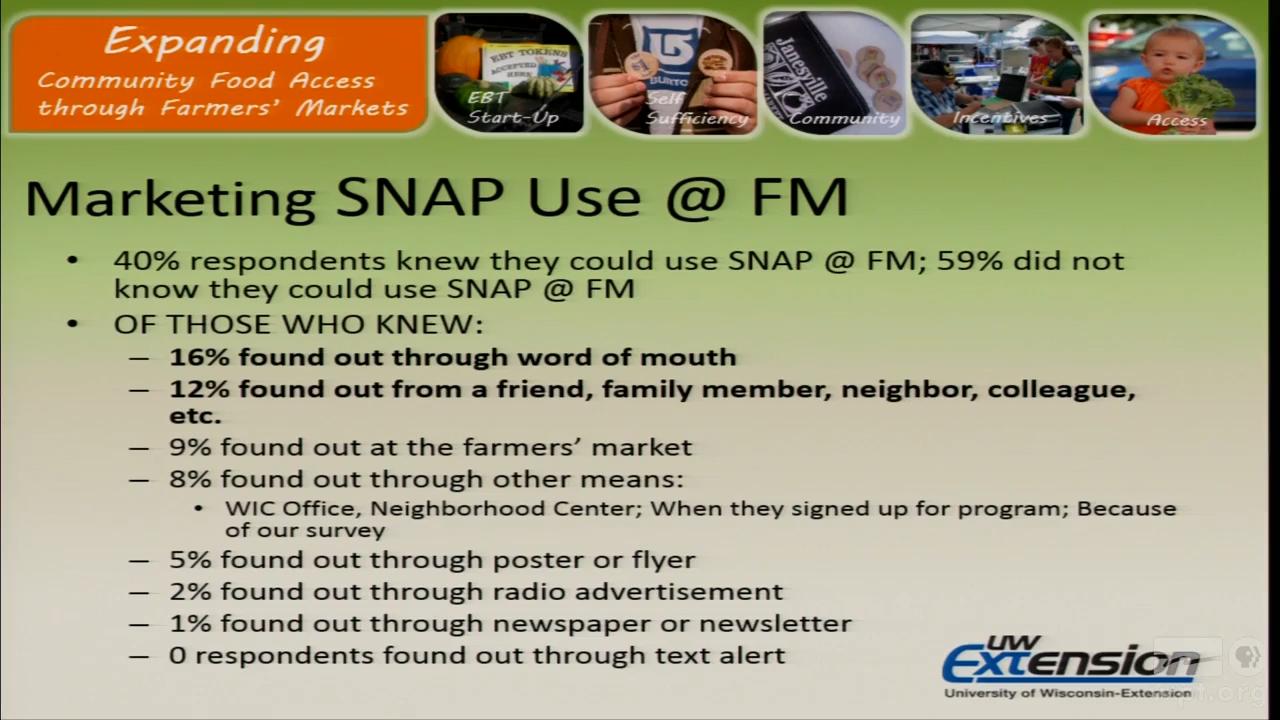 Expanding
Community Food Access
through Farmers' Markets
EBT TOKENS
ACCEPTED
HERE
EBT
Start-Up
BURTO
Self
Sufficiency
Janesville
Community
Incentives
Access
Marketing SNAP Use @ FM
• 40% respondents knew they could use SNAP @ FM; 59% did not
know they could use SNAP @ FM
• OF THOSE WHO KNEW:
– 16% found out through word of mouth
– 12% found out from a friend, family member, neighbor, colleague,
etc.
– 9% found out at the farmers' market
– 8% found out through other means:
• WIC Office, Neighborhood Center; When they signed up for program; Because
of our survey
– 5% found out through poster or flyer
– 2% found out through radio advertisement
– 1% found out through newspaper or newsletter
– 0 respondents found out through text alert
UW
Extension
University of Wisconsin-Extension